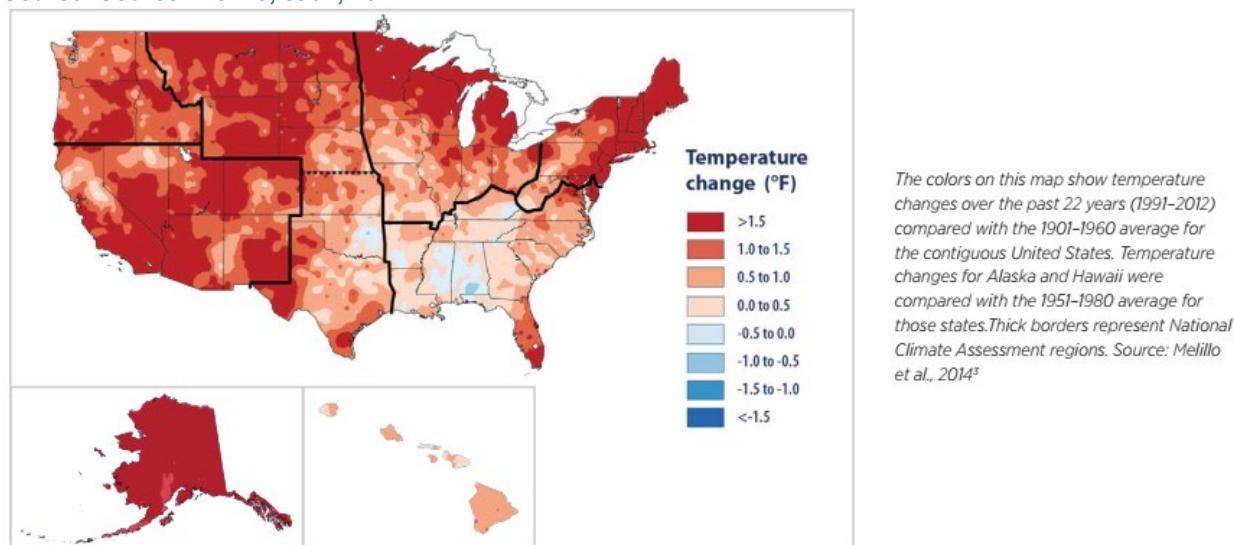 Temperature
change (°F)
>1.5
1.0 to 1.5
0.5 to 1.0
0.0 to 0.5
-0.5 to 0.0
-1.0 to -0.5
-1.5 to -1.0
<-1.5
The colors on this map show temperature
changes over the past 22 years (1991–2012)
compared with the 1901–1960 average for
the contiguous United States. Temperature
changes for Alaska and Hawaii were
compared with the 1951–1980 average for
those states.Thick borders represent National
Climate Assessment regions. Source: Melillo
et al., 2014³